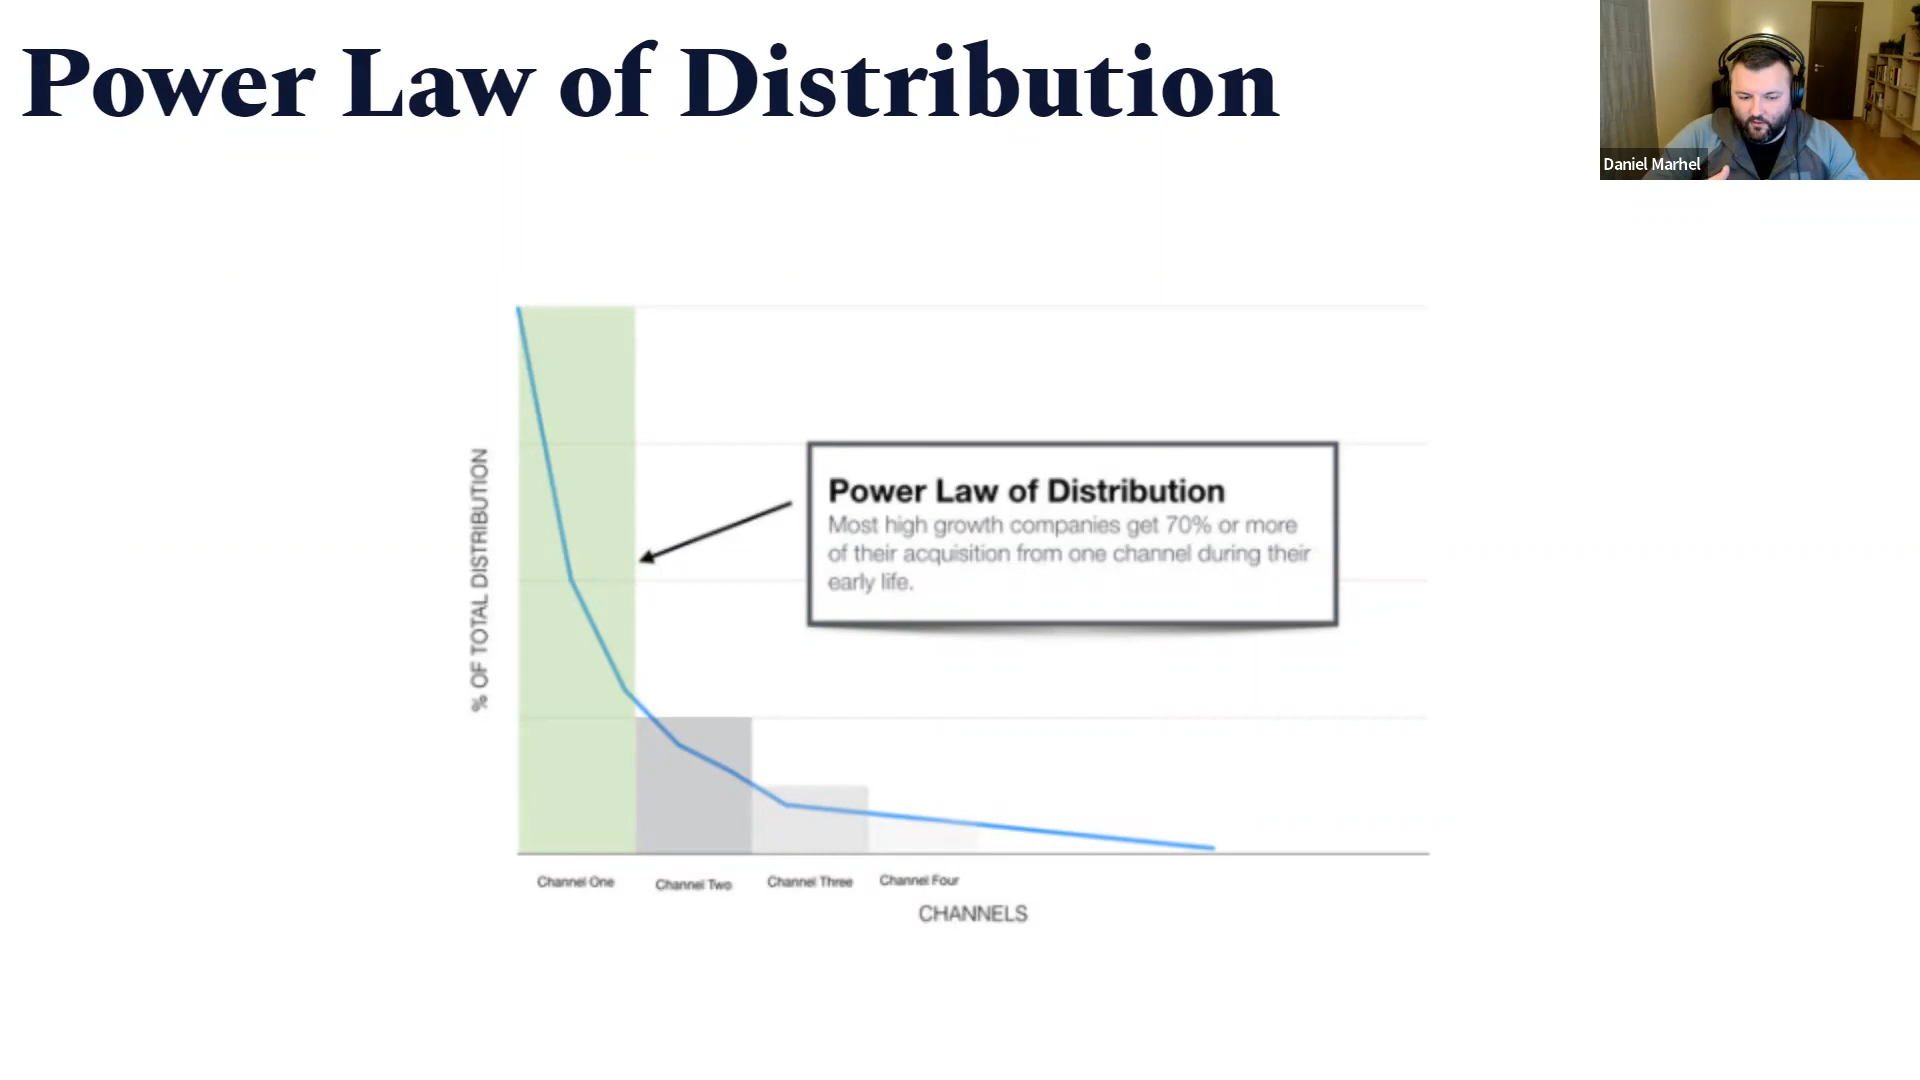 Power Law of Distribution
Daniel Marhel
% OF TOTAL DISTRIBUTION
Power Law of Distribution
Most high growth companies get 70% or more
of their acquisition from one channel during their
early life.
Channel One
Channel Two
Channel Three
Channel Four
CHANNELS